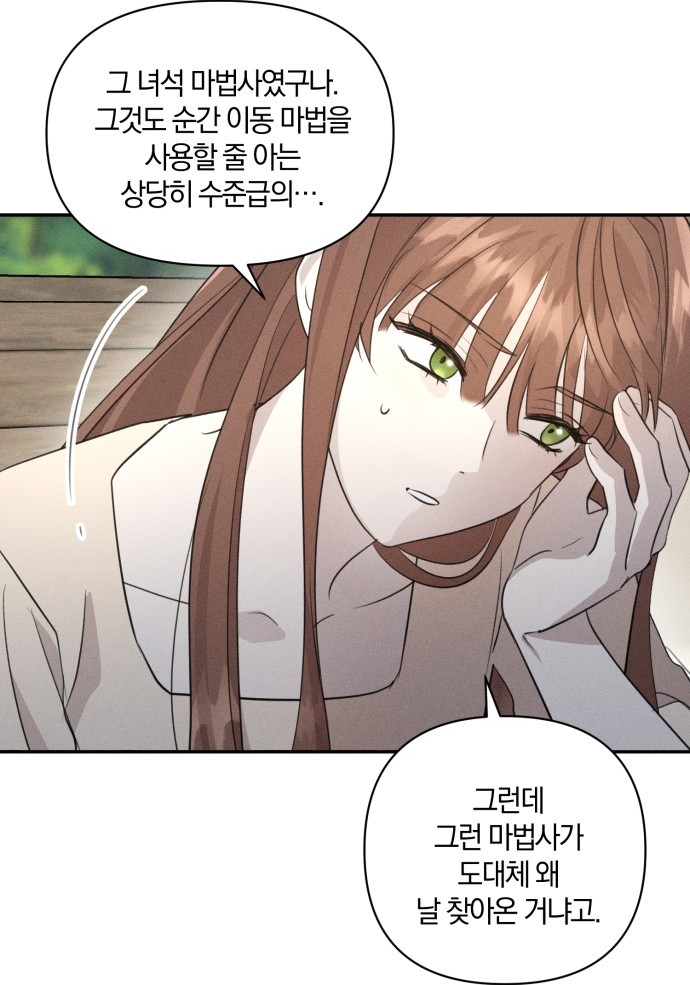 그 녀석 마법사였구나.
그것도 순간 이동 마법을
사용할 줄 아는
상당히 수준급의….
그런데
그런 마법사가
도대체 왜
날 찾아온 거냐고.